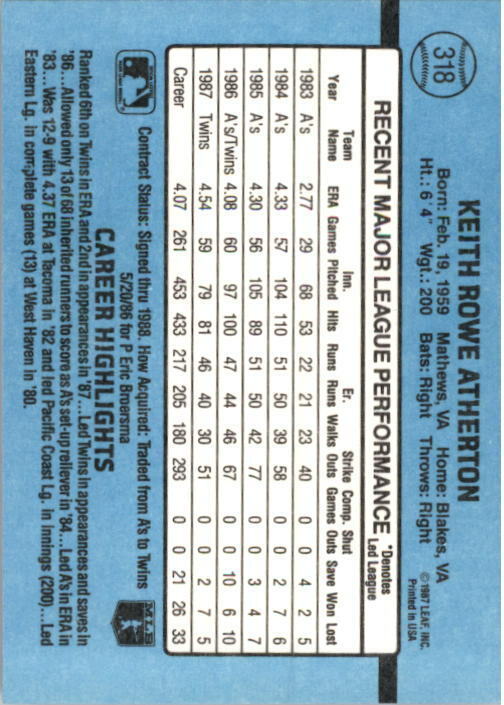 318
KEITH ROWE ATHERTON
Born: Feb. 19, 1959 Mathews, VA Home: Blakes, VA
Ht.: 6'4" Wgt.: 200 Bats: Right Throws: Right
© 1987 LEAF, INC.
Printed in USA
RECENT MAJOR LEAGUE PERFORMANCE *Denotes Led League
Year Team Name ERA Games Inn. Pitched Hits Runs Er. Runs Walks Strike Outs Comp. Games Shut Outs Save Won Lost
1983 A's 2.77 29 68 53 22 21 23 40 0 0 4 2 5
1984 A's 4.33 57 104 110 51 50 39 58 0 0 2 7 6
1985 A's 4.30 56 105 89 51 50 42 77 0 0 3 4 7
1986 A's/Twins 4.08 60 97 100 47 44 46 67 0 0 10 6 10
1987 Twins 4.54 59 79 81 46 40 30 51 0 0 2 7 5
Career 4.07 261 453 433 217 205 180 293 0 0 21 26 33
Contract Status: Signed thru 1988. How Acquired: Traded from A's to Twins
5/20/86 for P Eric Broersma
MLB
CAREER HIGHLIGHTS
Ranked 6th on Twins in ERA and 2nd in appearances in '87...Led Twins in appearances and saves in
'86...Allowed only 13 of 68 inherited runners to score as A's set-up reliever in '84...Led A's in ERA in
'83...Was 12-9 with 4.37 ERA at Tacoma in '82 and led Pacific Coast Lg. in innings (200)...Led
Eastern Lg. in complete games (13) at West Haven in '80.